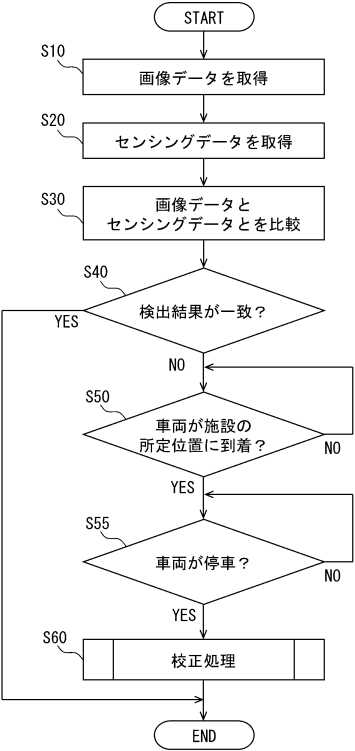 START
S10
画像データを取得
S20
センシングデータを取得
S30
画像データと
センシングデータとを比較
S40
検出結果が一致？
YES
NO
S50
車両が施設の
所定位置に到着？
NO
YES
S55
車両が停車？
NO
YES
S60
校正処理
END